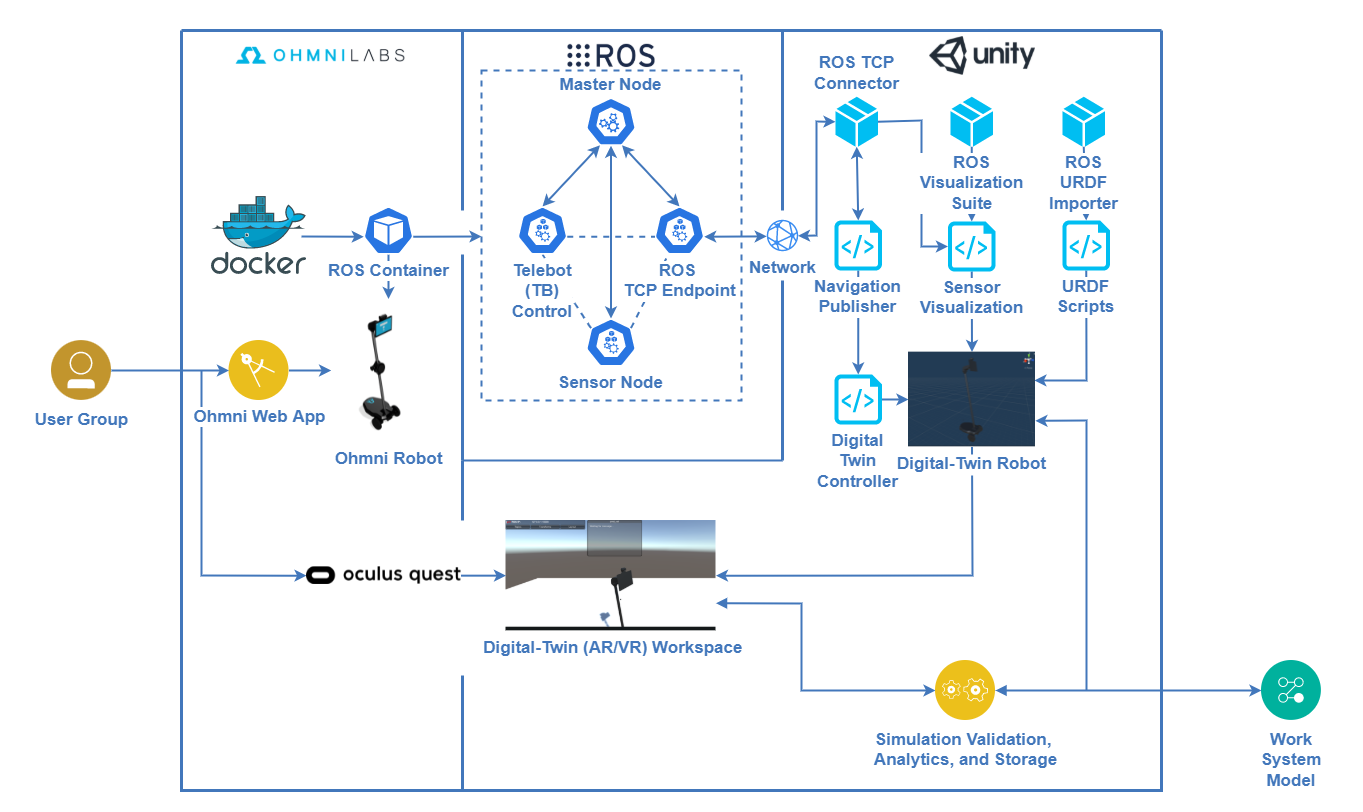 OHMNILABS
ROS
unity
Master Node
ROS TCP
Connector
ROS
Visualization
Suite
ROS
URDF
Importer
docker
ROS Container
Telebot
(TB)
Control
ROS
TCP Endpoint
Network
Navigation
Publisher
Sensor
Visualization
URDF
Scripts
Sensor Node
User Group
Ohmni Web App
Ohmni Robot
Digital
Twin
Controller
Digital-Twin Robot
oculus quest
Digital-Twin (AR/VR) Workspace
Simulation Validation,
Analytics, and Storage
Work
System
Model